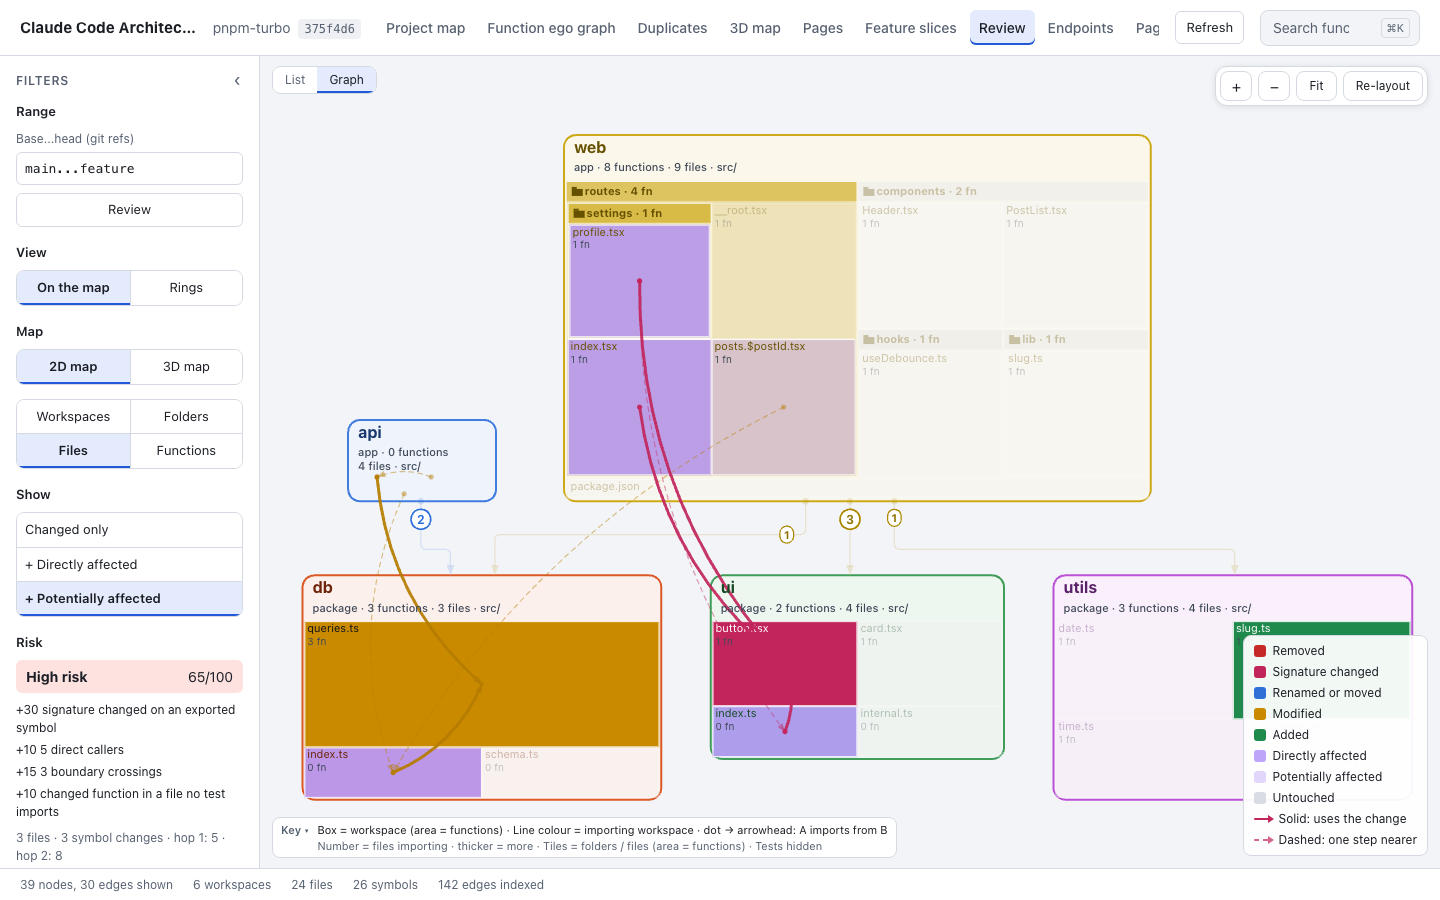 Claude Code Architec...
pnpm-turbo 375f4d6
Project map
Function ego graph
Duplicates
3D map
Pages
Feature slices
Review
Endpoints
Pag
Refresh
Search func
⌘K
FILTERS
Range
Base...head (git refs)
main...feature
Review
View
On the map
Rings
Map
2D map
3D map
Workspaces
Folders
Files
Functions
Show
Changed only
+ Directly affected
+ Potentially affected
Risk
High risk 65/100
+30 signature changed on an exported
symbol
+10 5 direct callers
+15 3 boundary crossings
+10 changed function in a file no test
imports
3 files · 3 symbol changes · hop 1: 5 ·
hop 2: 8
List
Graph
+
−
Fit
Re-layout
web
app · 8 functions · 9 files · src/
routes · 4 fn
components · 2 fn
settings · 1 fn
__root.tsx
1 fn
Header.tsx
1 fn
PostList.tsx
1 fn
profile.tsx
1 fn
index.tsx
1 fn
posts.$postId.tsx
1 fn
hooks · 1 fn
lib · 1 fn
useDebounce.ts
1 fn
slug.ts
1 fn
package.json
api
app · 0 functions
4 files · src/
2
1
3
1
db
package · 3 functions · 3 files · src/
queries.ts
3 fn
index.ts
0 fn
schema.ts
0 fn
ui
package · 2 functions · 4 files · src/
button.tsx
1 fn
card.tsx
1 fn
index.ts
0 fn
internal.ts
0 fn
utils
package · 3 functions · 4 files · src/
date.ts
1 fn
slug.ts
time.ts
1 fn
Removed
Signature changed
Renamed or moved
Modified
Added
Directly affected
Potentially affected
Untouched
Solid: uses the change
Dashed: one step nearer
Key
Box = workspace (area = functions) · Line colour = importing workspace · dot → arrowhead: A imports from B
Number = files importing · thicker = more · Tiles = folders / files (area = functions) · Tests hidden
39 nodes, 30 edges shown
6 workspaces
24 files
26 symbols
142 edges indexed